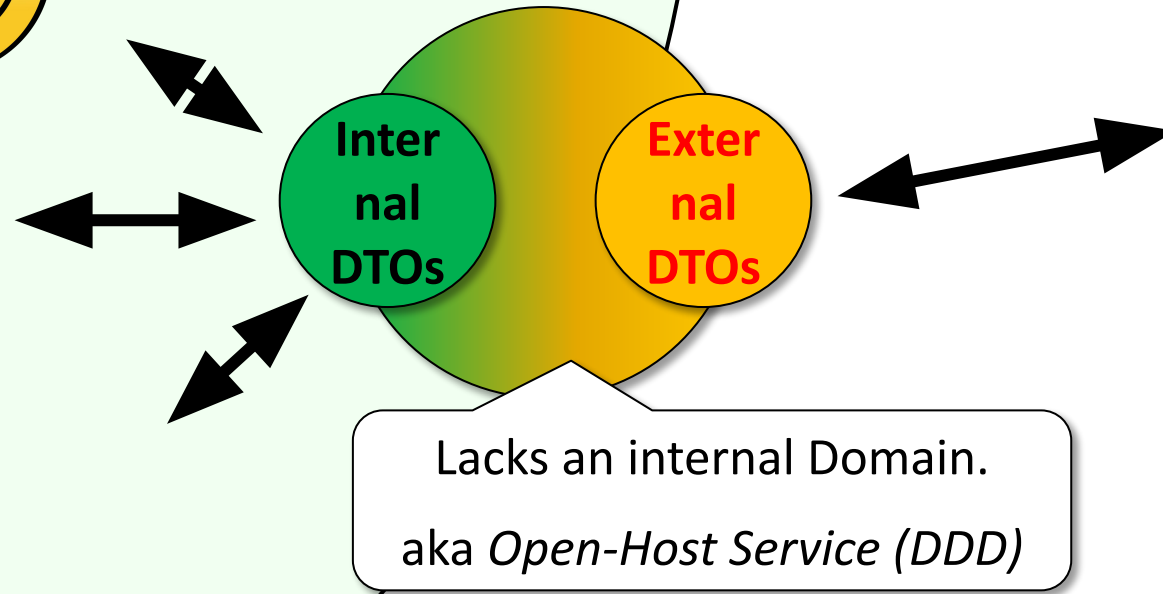 Inter
nal
DTOs
Exter
nal
DTOs
Lacks an internal Domain.
aka Open-Host Service (DDD)